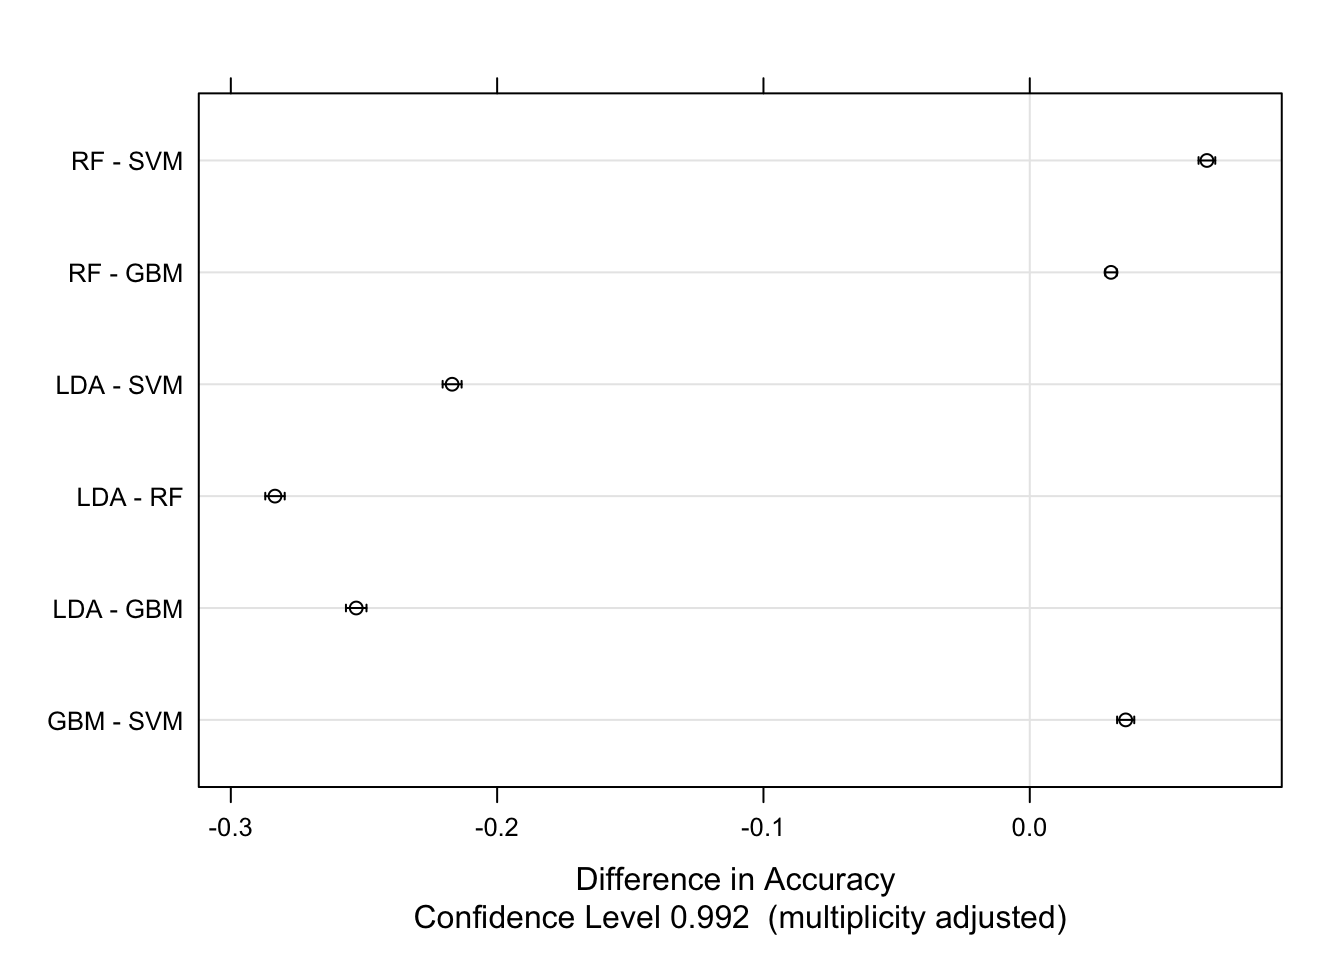 RF - SVM
RF - GBM
LDA - SVM
LDA - RF
LDA - GBM
GBM - SVM
-0.3 -0.2 -0.1 0.0
Difference in Accuracy
Confidence Level 0.992 (multiplicity adjusted)